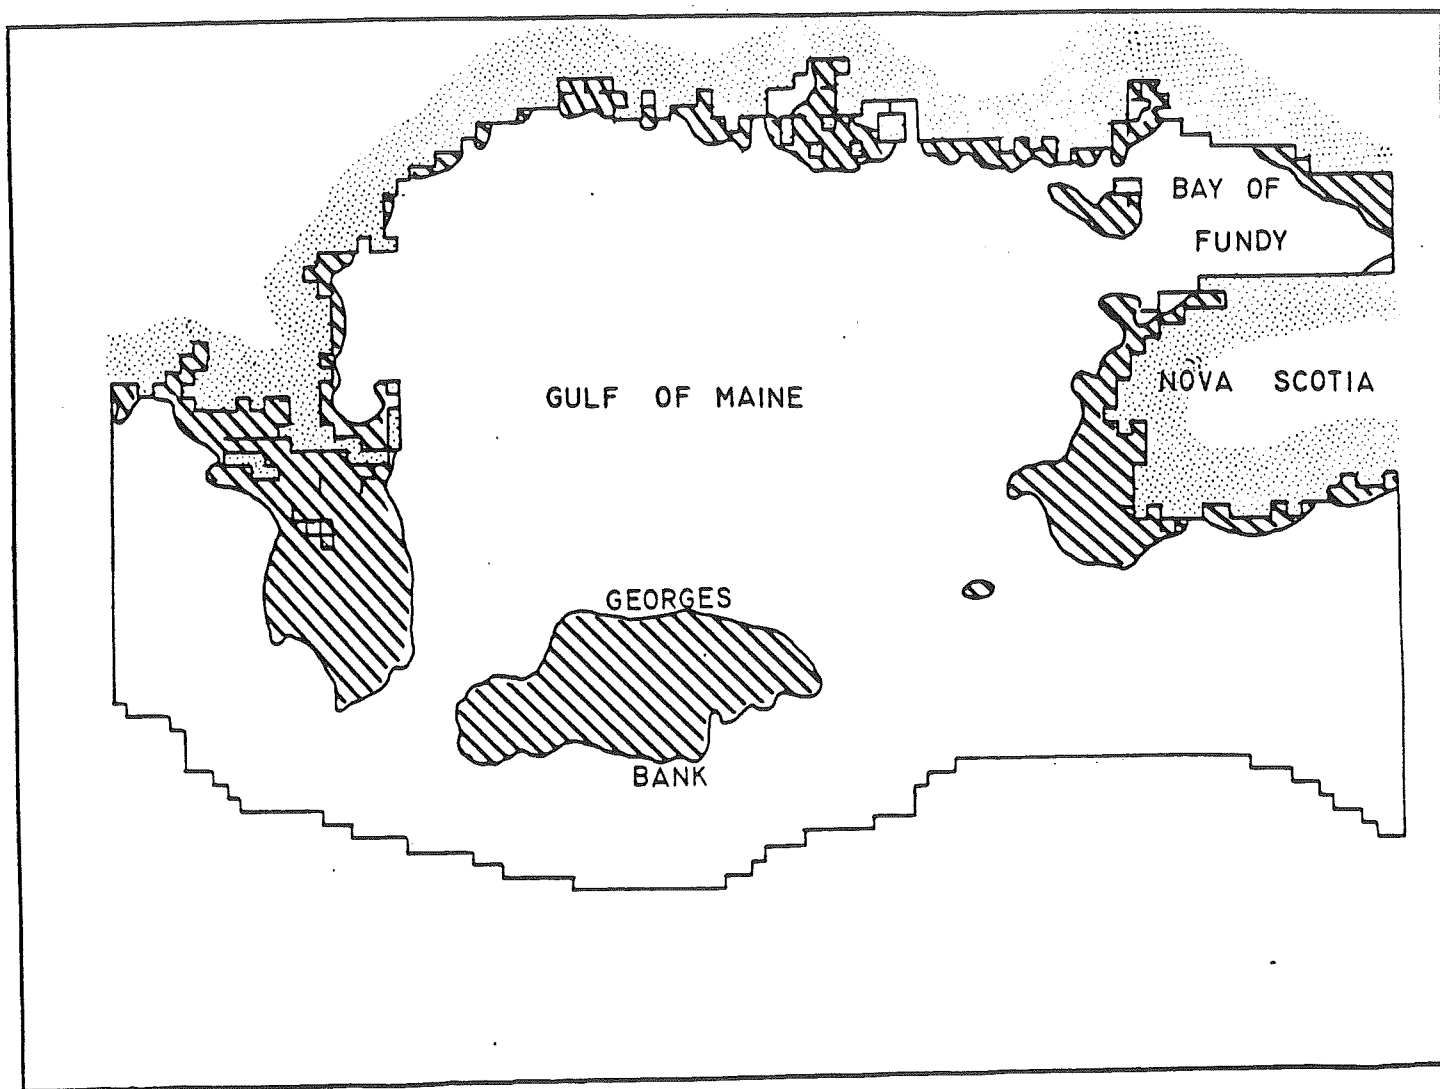 BAY OF
FUNDY
GULF OF MAINE
NOVA SCOTIA
GEORGES
BANK